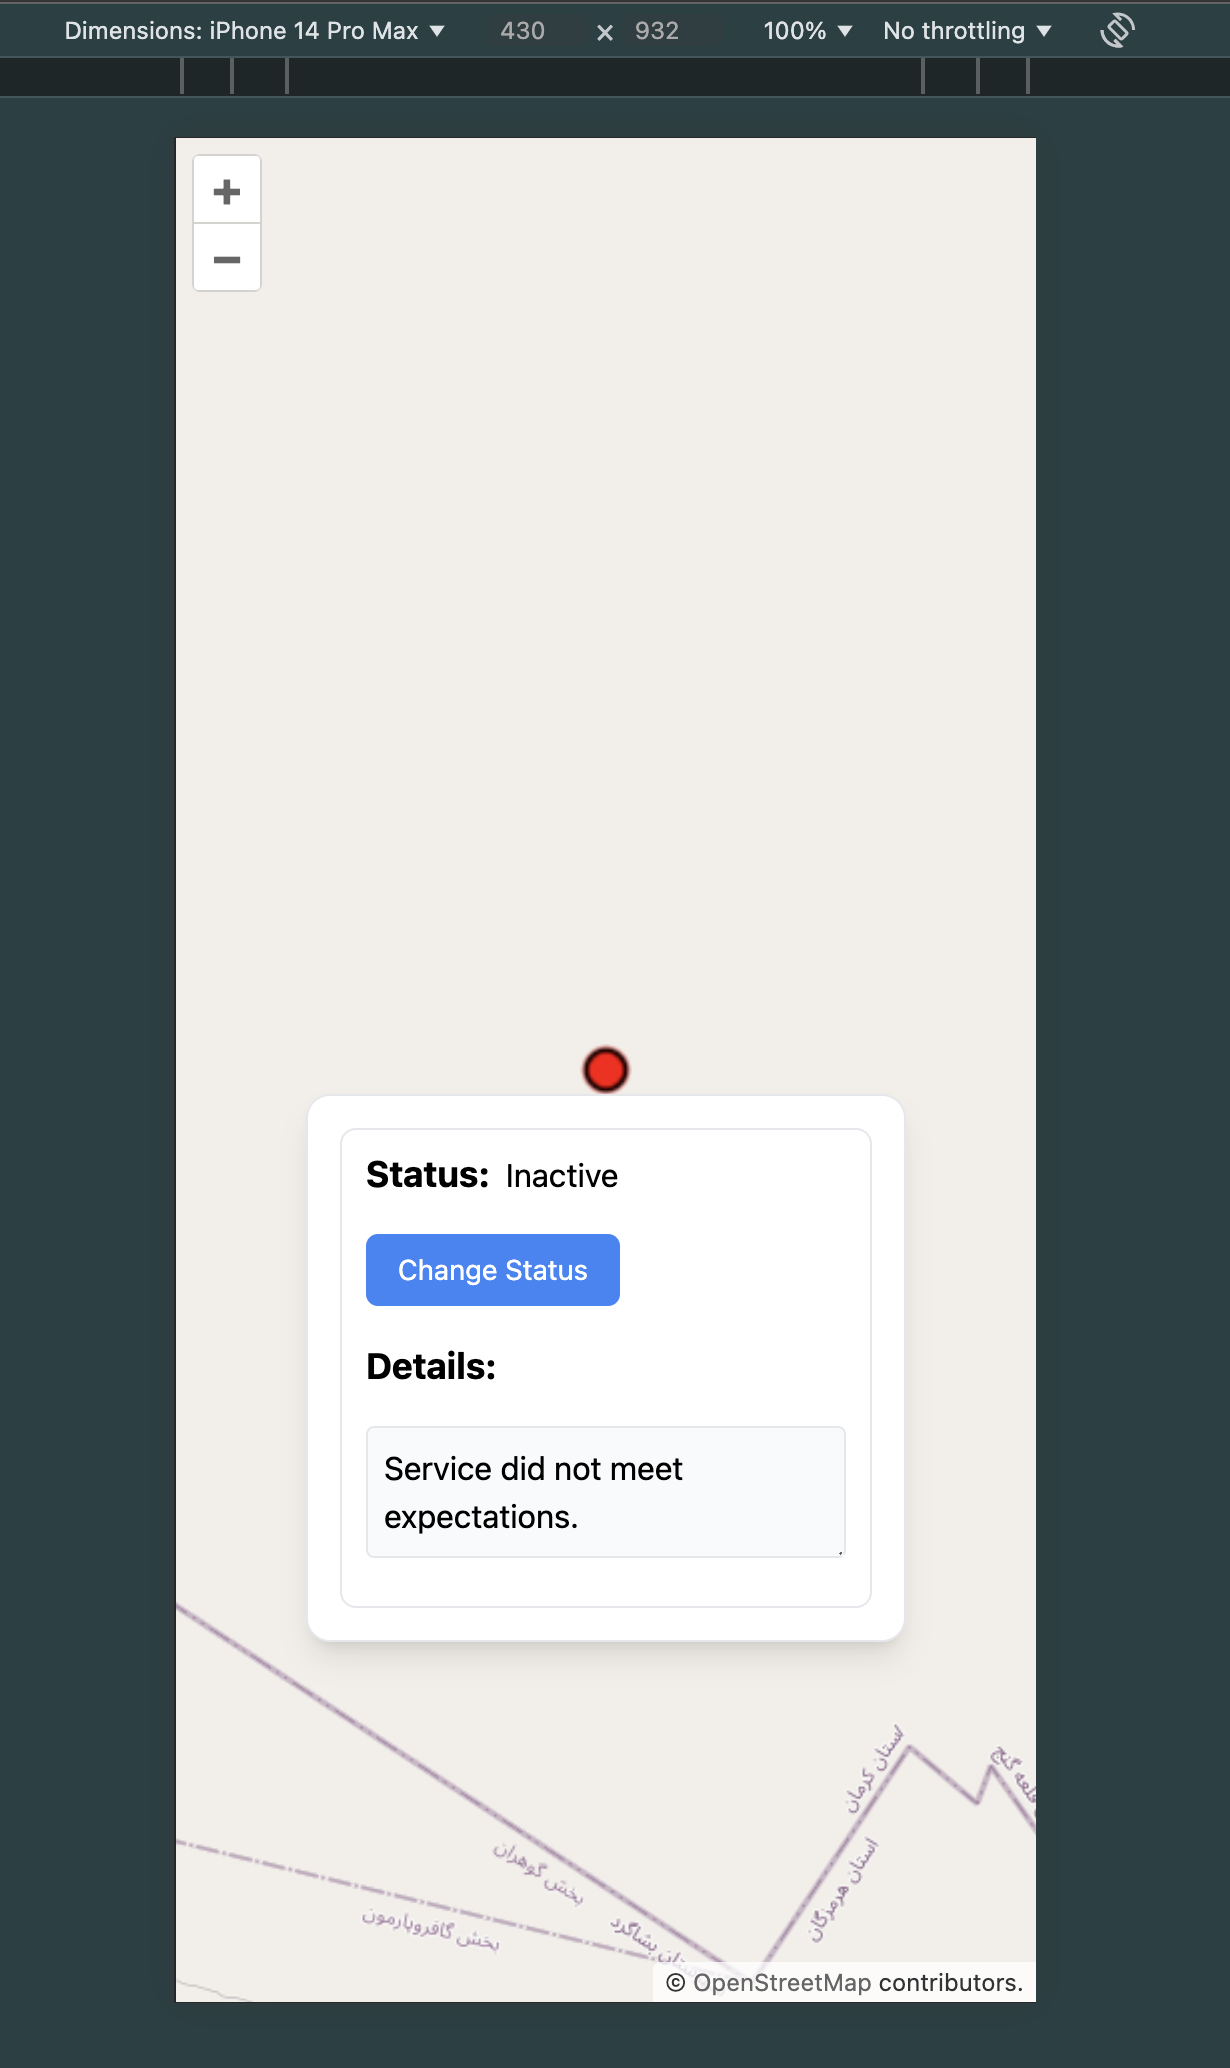 Dimensions: iPhone 14 Pro Max ▼ 430 × 932 100% ▼ No throttling ▼
+
−
Status: Inactive
Change Status
Details:
Service did not meet
expectations.
استان کرمان
قلعه گنج
استان هرمزگان
بخش گوهران
بخش گافروپارمون
ستان بشاگرد
© OpenStreetMap contributors.